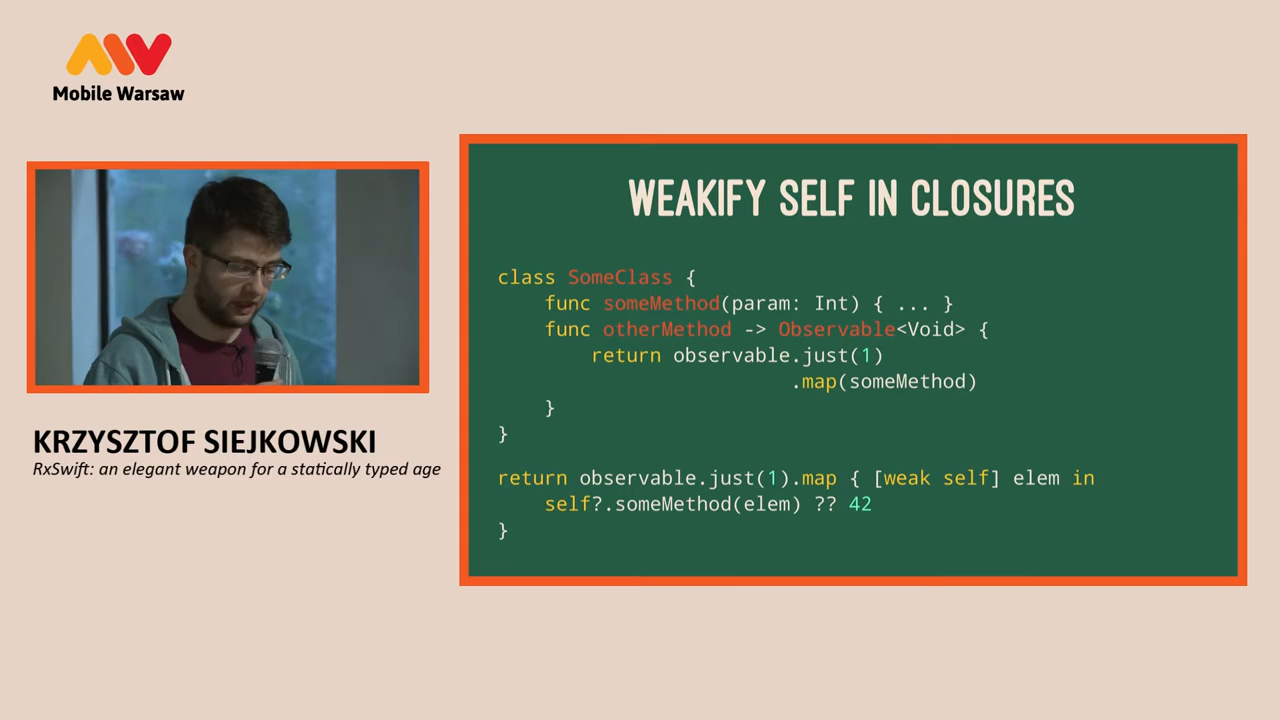 Mobile Warsaw
WEAKIFY SELF IN CLOSURES
class SomeClass {
    func someMethod(param: Int) { ... }
    func otherMethod -> Observable<Void> {
        return observable.just(1)
                         .map(someMethod)
    }
}
return observable.just(1).map { [weak self] elem in
    self?.someMethod(elem) ?? 42
}
KRZYSZTOF SIEJKOWSKI
RxSwift: an elegant weapon for a statically typed age